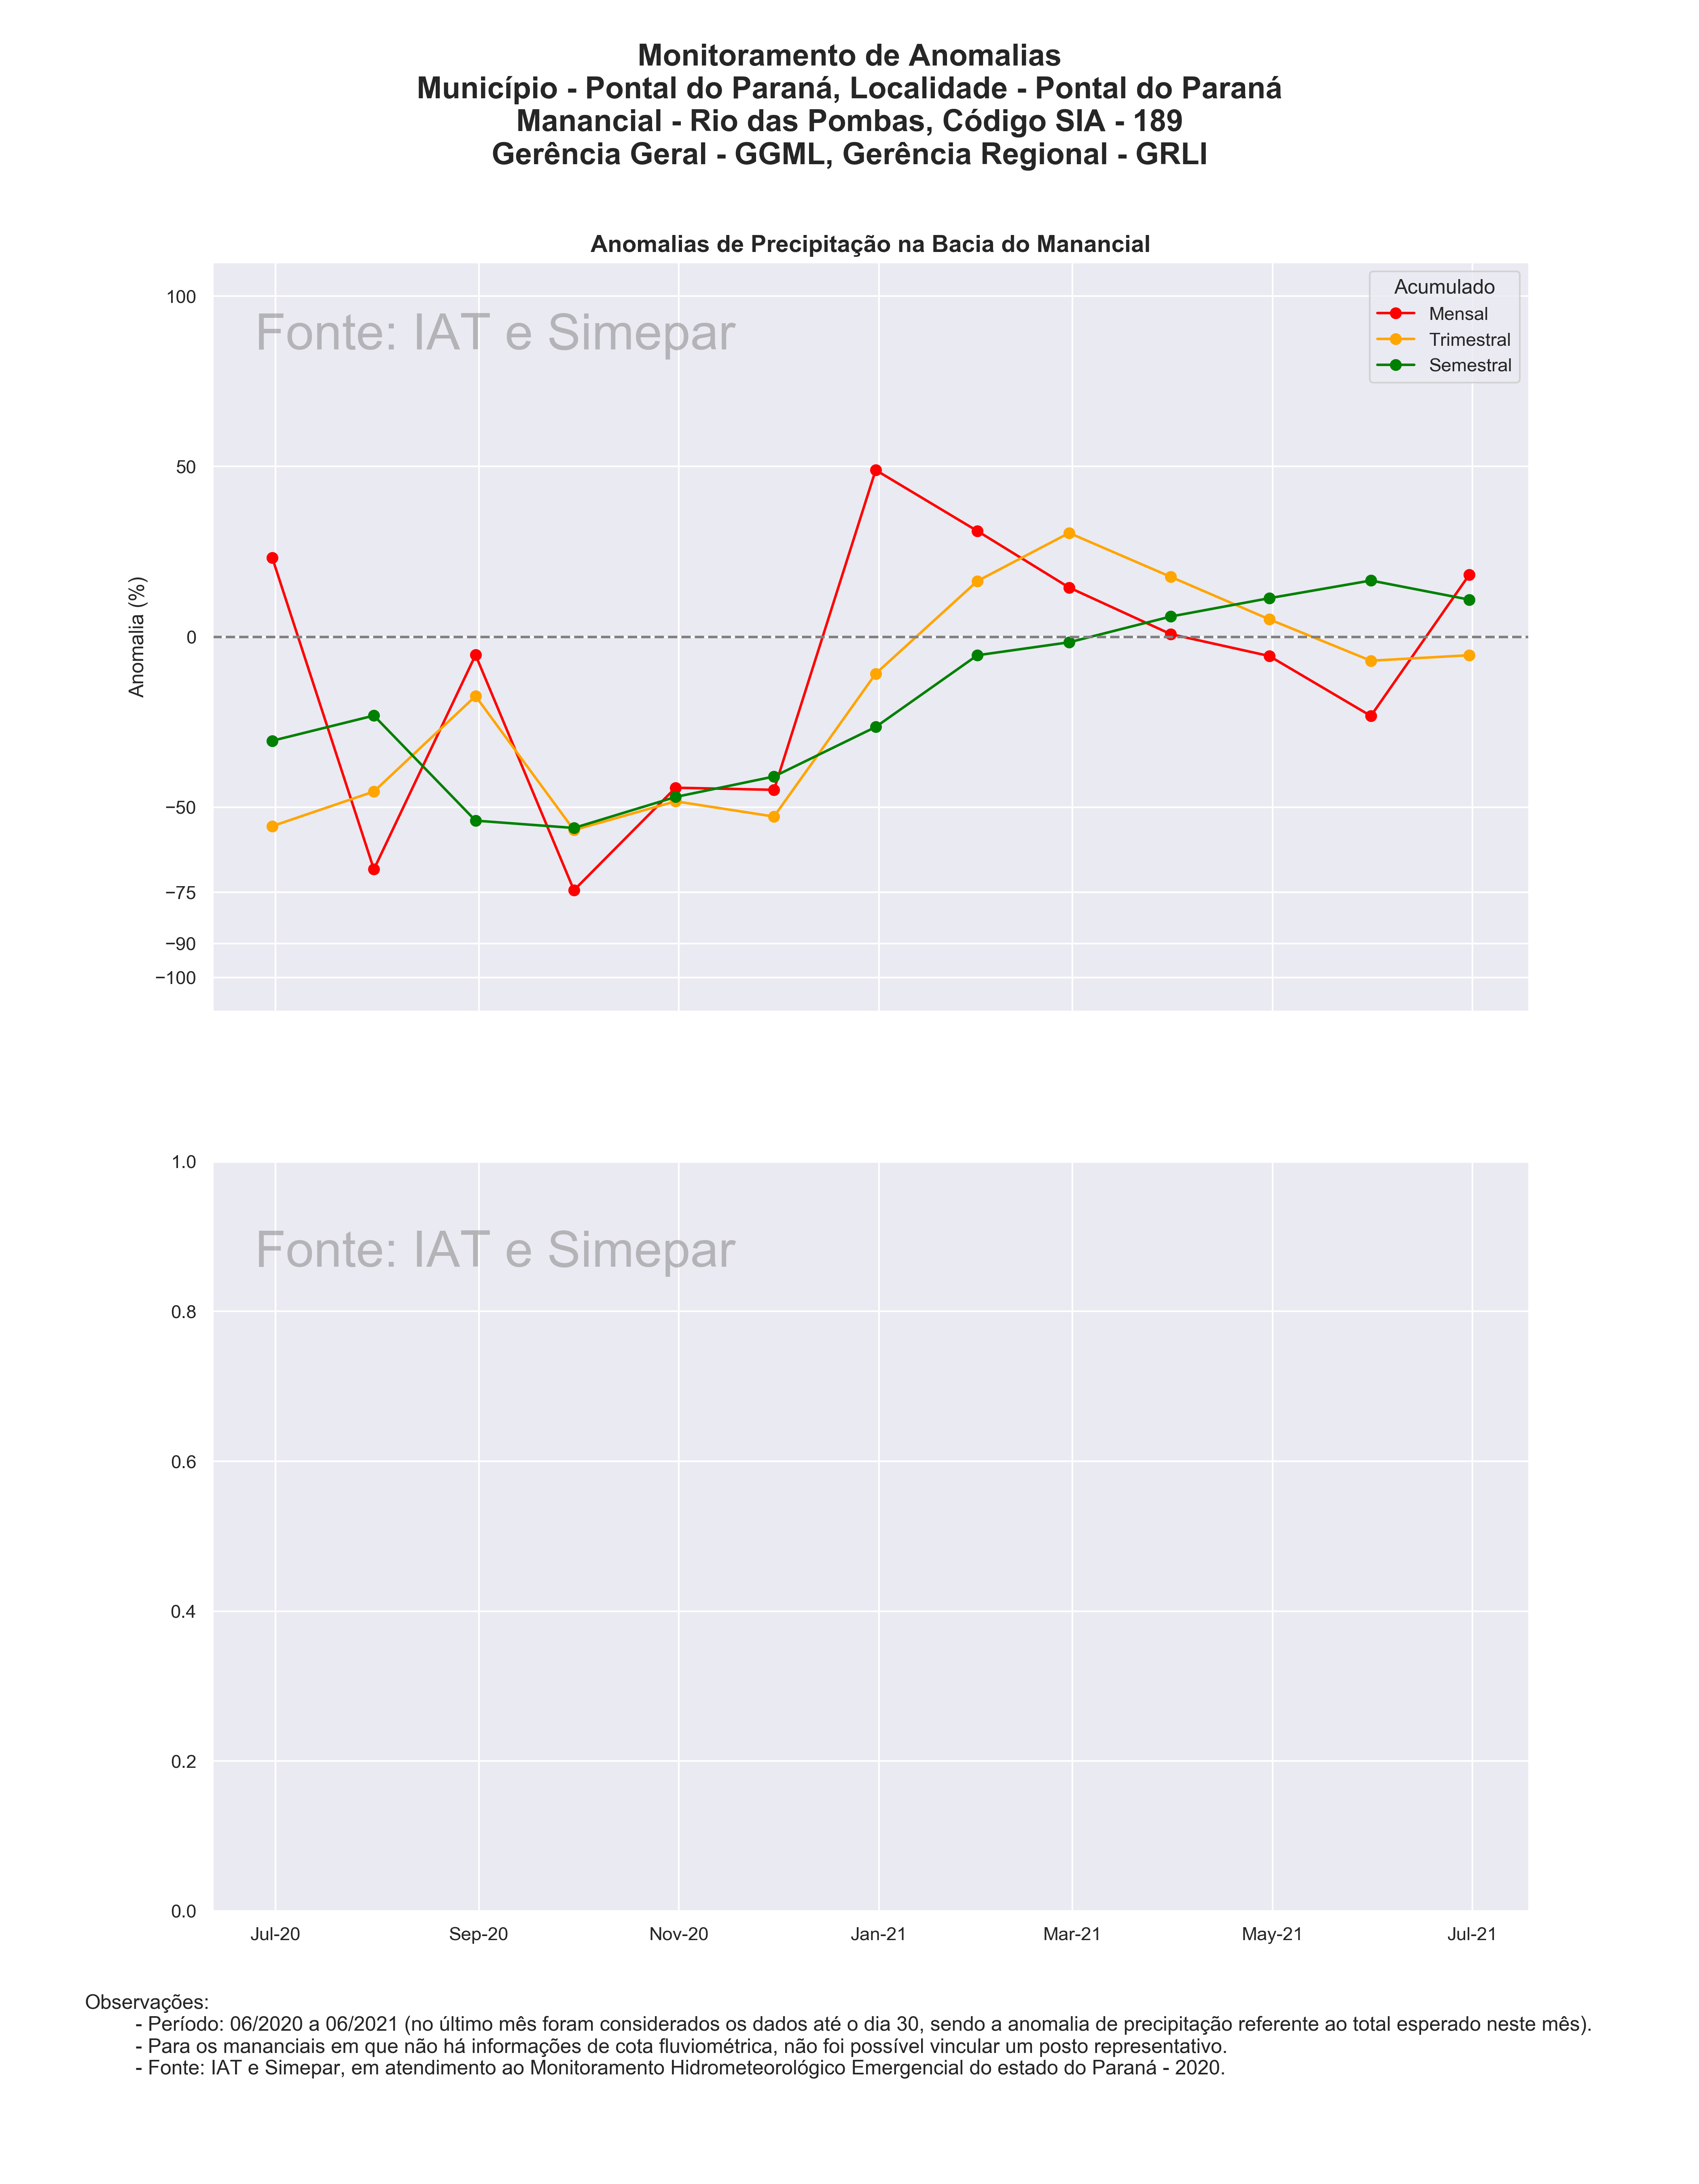 Monitoramento de Anomalias
Município - Pontal do Paraná, Localidade - Pontal do Paraná
Manancial - Rio das Pombas, Código SIA - 189
Gerência Geral - GGML, Gerência Regional - GRLI
Anomalias de Precipitação na Bacia do Manancial
Fonte: IAT e Simepar
Acumulado
Mensal
Trimestral
Semestral
Anomalia (%)
100
50
0
−50
−75
−90
−100
Fonte: IAT e Simepar
1.0
0.8
0.6
0.4
0.2
0.0
Jul-20 Sep-20 Nov-20 Jan-21 Mar-21 May-21 Jul-21
Observações:
- Período: 06/2020 a 06/2021 (no último mês foram considerados os dados até o dia 30, sendo a anomalia de precipitação referente ao total esperado neste mês).
- Para os mananciais em que não há informações de cota fluviométrica, não foi possível vincular um posto representativo.
- Fonte: IAT e Simepar, em atendimento ao Monitoramento Hidrometeorológico Emergencial do estado do Paraná - 2020.